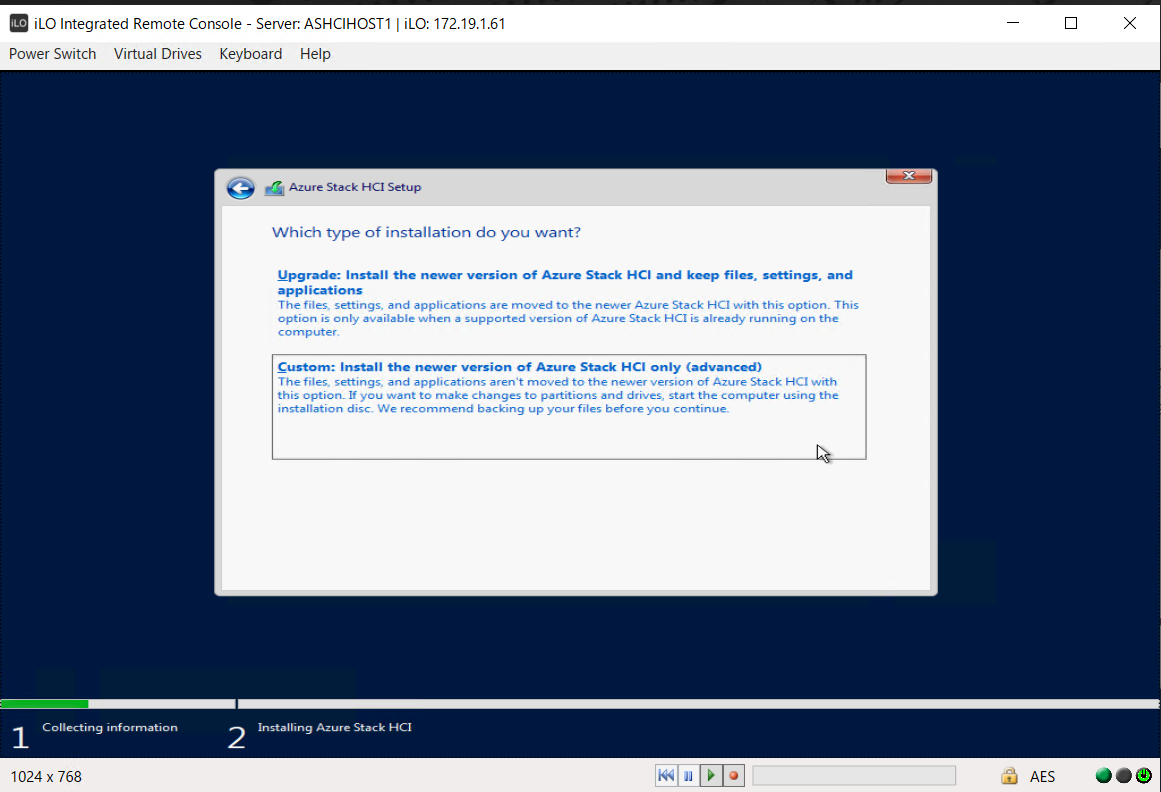 iLO Integrated Remote Console - Server: ASHCIHOST1 | iLO: 172.19.1.61
Power Switch Virtual Drives Keyboard Help
Azure Stack HCI Setup
Which type of installation do you want?
Upgrade: Install the newer version of Azure Stack HCI and keep files, settings, and
applications
The files, settings, and applications are moved to the newer Azure Stack HCI with this option. This
option is only available when a supported version of Azure Stack HCI is already running on the
computer.
Custom: Install the newer version of Azure Stack HCI only (advanced)
The files, settings, and applications aren't moved to the newer version of Azure Stack HCI with
this option. If you want to make changes to partitions and drives, start the computer using the
installation disc. We recommend backing up your files before you continue.
1 Collecting information 2 Installing Azure Stack HCI
1024 x 768 AES